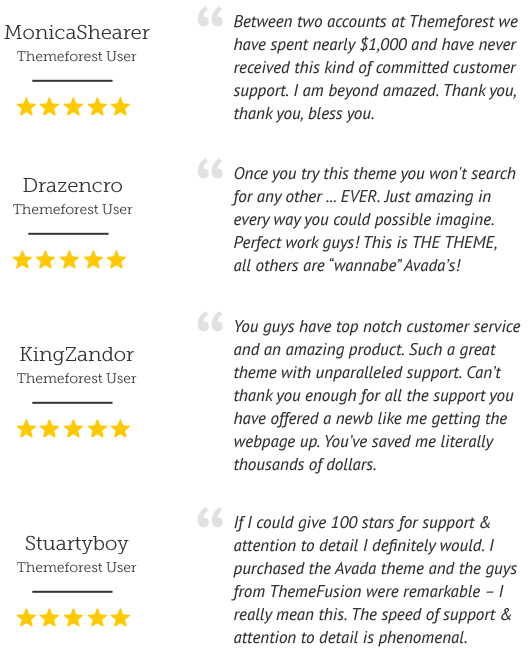 MonicaShearer
Themeforest User
“
Between two accounts at Themeforest we
have spent nearly $1,000 and have never
received this kind of committed customer
support. I am beyond amazed. Thank you,
thank you, bless you.
Drazencro
Themeforest User
“
Once you try this theme you won't search
for any other ... EVER. Just amazing in
every way you could possible imagine.
Perfect work guys! This is THE THEME,
all others are “wannabe” Avada’s!
KingZandor
Themeforest User
“
You guys have top notch customer service
and an amazing product. Such a great
theme with unparalleled support. Can’t
thank you enough for all the support you
have offered a newb like me getting the
webpage up. You’ve saved me literally
thousands of dollars.
Stuartyboy
Themeforest User
“
If I could give 100 stars for support &
attention to detail I definitely would. I
purchased the Avada theme and the guys
from ThemeFusion were remarkable – I
really mean this. The speed of support &
attention to detail is phenomenal.